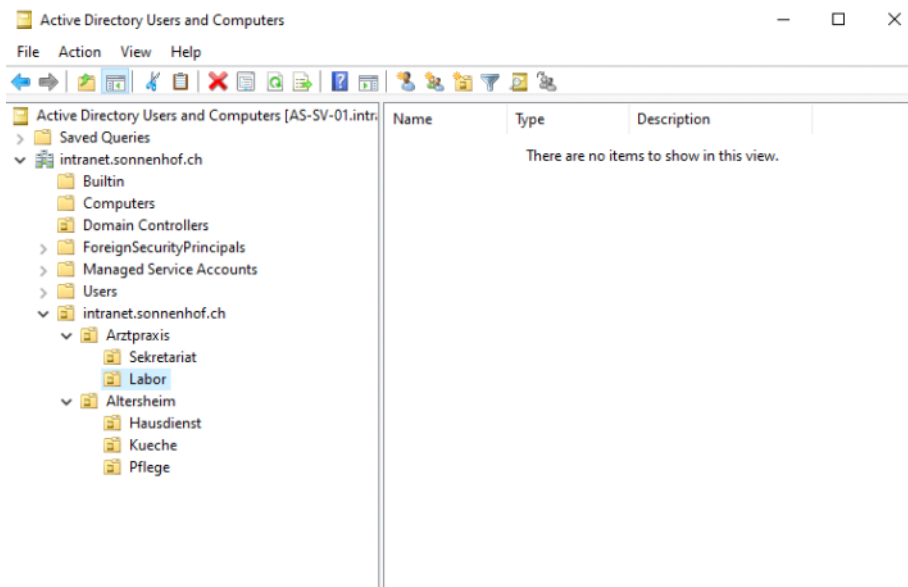 Active Directory Users and Computers
File Action View Help
Active Directory Users and Computers [AS-SV-01.intra
Name Type Description
Saved Queries
There are no items to show in this view.
intranet.sonnenhof.ch
Builtin
Computers
Domain Controllers
ForeignSecurityPrincipals
Managed Service Accounts
Users
intranet.sonnenhof.ch
Arztpraxis
Sekretariat
Labor
Altersheim
Hausdienst
Kueche
Pflege